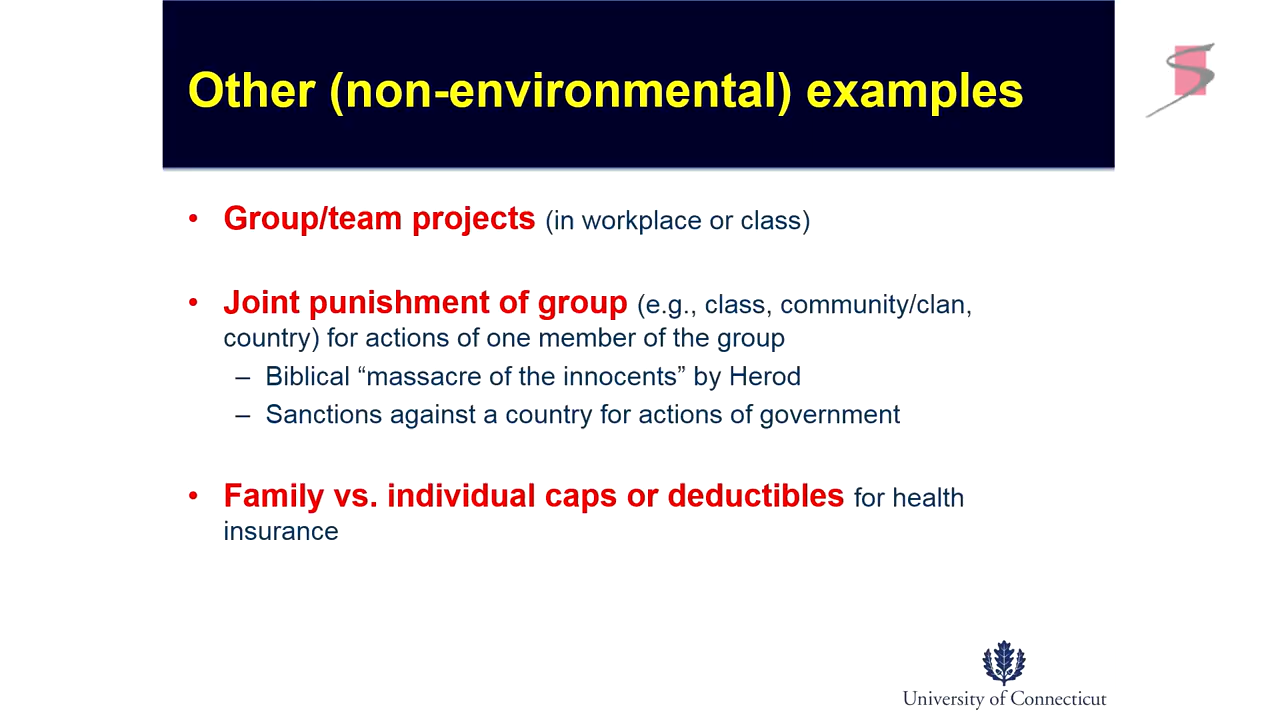 Other (non-environmental) examples
• Group/team projects (in workplace or class)
• Joint punishment of group (e.g., class, community/clan,
country) for actions of one member of the group
– Biblical “massacre of the innocents” by Herod
– Sanctions against a country for actions of government
• Family vs. individual caps or deductibles for health
insurance
University of Connecticut